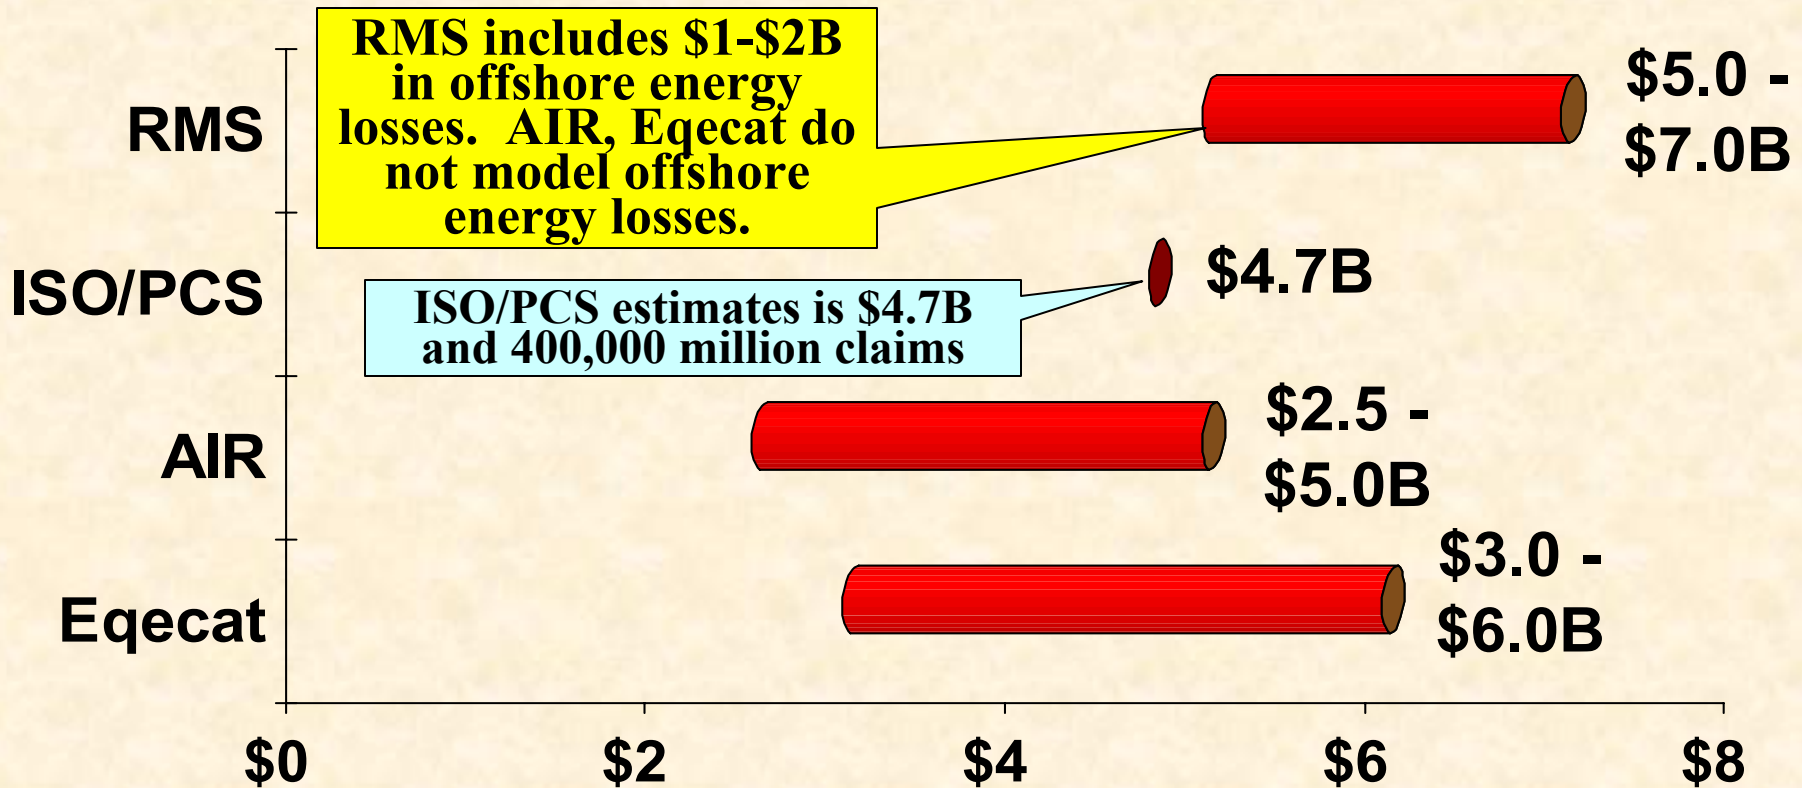 RMS includes $1-$2B
in offshore energy
losses.  AIR, Eqecat do
not model offshore
energy losses.
RMS
$5.0 -
$7.0B
ISO/PCS
$4.7B
ISO/PCS estimates is $4.7B
and 400,000 million claims
AIR
$2.5 -
$5.0B
Eqecat
$3.0 -
$6.0B
$0 $2 $4 $6 $8